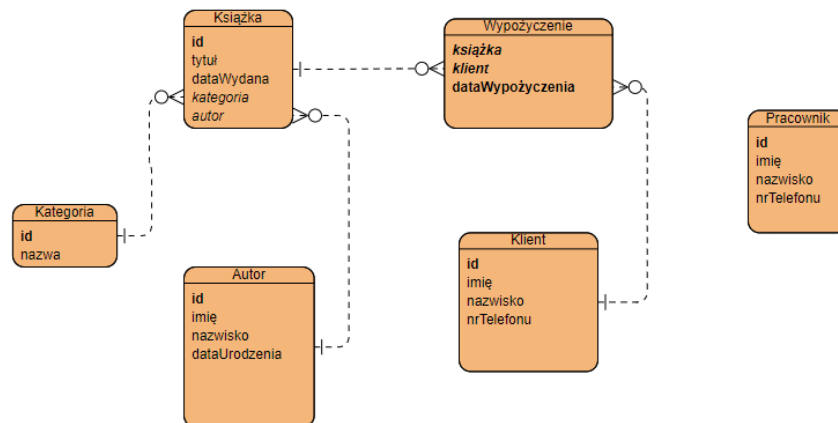 Książka
id
tytuł
dataWydana
kategoria
autor
Wypożyczenie
książka
klient
dataWypożyczenia
Pracownik
id
imię
nazwisko
nrTelefonu
Kategoria
id
nazwa
Autor
id
imię
nazwisko
dataUrodzenia
Klient
id
imię
nazwisko
nrTelefonu